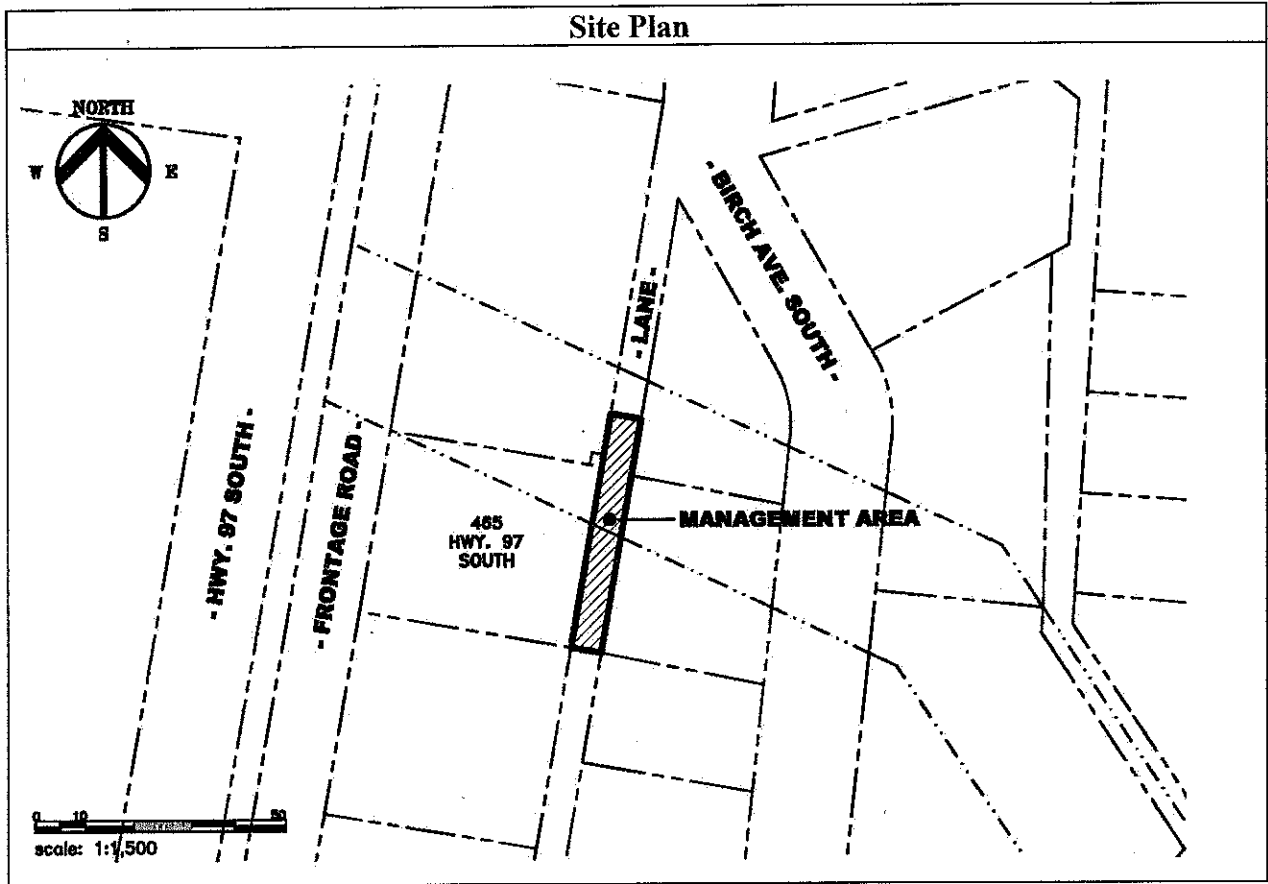 Site Plan
NORTH
W
E
S
- BIRCH AVE. SOUTH -
- LANE -
- HWY. 97 SOUTH -
- FRONTAGE ROAD -
465
HWY. 97
SOUTH
MANAGEMENT AREA
0 10 50
scale: 1:1,500